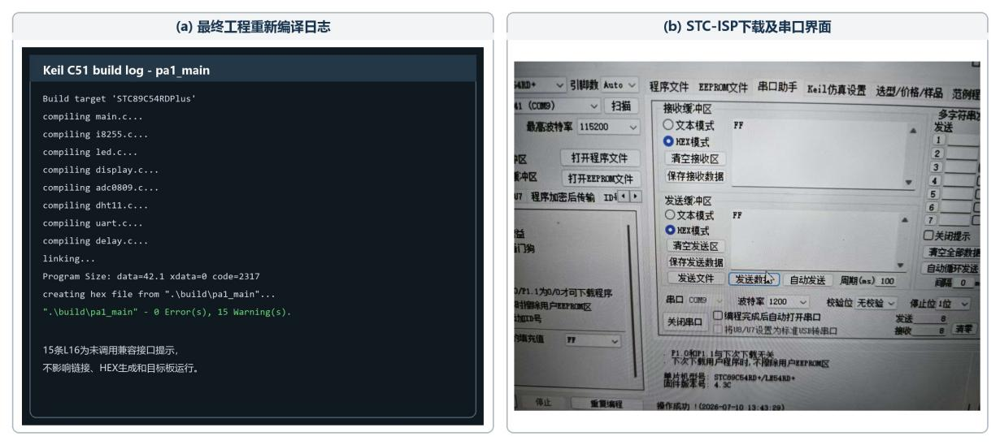 (a) 最终工程重新编译日志
Keil C51 build log - pa1_main
Build target 'STC89C54RDPlus'
compiling main.c...
compiling i8255.c...
compiling led.c...
compiling display.c...
compiling adc0809.c...
compiling dht11.c...
compiling uart.c...
compiling delay.c...
linking...
Program Size: data=42.1 xdata=0 code=2317
creating hex file from ".\build\pa1_main"...
".\build\pa1_main" - 0 Error(s), 15 Warning(s).
15条L16为未调用兼容接口提示,
不影响链接、HEX生成和目标板运行。
(b) STC-ISP下载及串口界面
54RD+ 引脚数 Auto
(COM9) 扫描
最高波特率 115200
冲区 打开程序文件
缓冲区 打开EEPROM文件
程序加密后传输
门狗
/P1.1为0/0才可下载程序
时擦除用户EEPROM区
的填充值 FF
停止 重复编程
程序文件 EEPROM文件 串口助手 Keil仿真设置 选型/价格/样品 范例程
接收缓冲区
文本模式 FF
HEX模式
清空接收区
保存接收数据
发送缓冲区
文本模式 FF
HEX模式
清空发送区
保存发送数据
发送文件 发送数据 自动发送 周期(ms) 100
串口 COM9 波特率 1200 校验位 无校验 停止位 1位
关闭串口 编程完成后自动打开串口 发送 8
将U8/U7设置为标准USB转串口 接收 8 清零
多字符串发
发送
1
2
3
4
5
6
7
关闭提示
清空全部数据
自动循环发送
间隔 0
P1.0和P1.1与下次下载无关
下次下载用户程序时,不擦除用户EEPROM区
单片机型号: STC89C54RD+/LE54RD+
固件版本号: 4.3C
操作成功 !(2026-07-10 13:43:29)